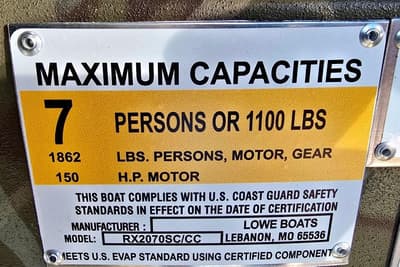 MAXIMUM CAPACITIES
7 PERSONS OR 1100 LBS
1862 LBS. PERSONS, MOTOR, GEAR
150 H.P. MOTOR
THIS BOAT COMPLIES WITH U.S. COAST GUARD SAFETY
STANDARDS IN EFFECT ON THE DATE OF CERTIFICATION
MANUFACTURER : LOWE BOATS
MODEL: RX2070SC/CC LEBANON, MO 65536
MEETS U.S. EVAP STANDARD USING CERTIFIED COMPONENT